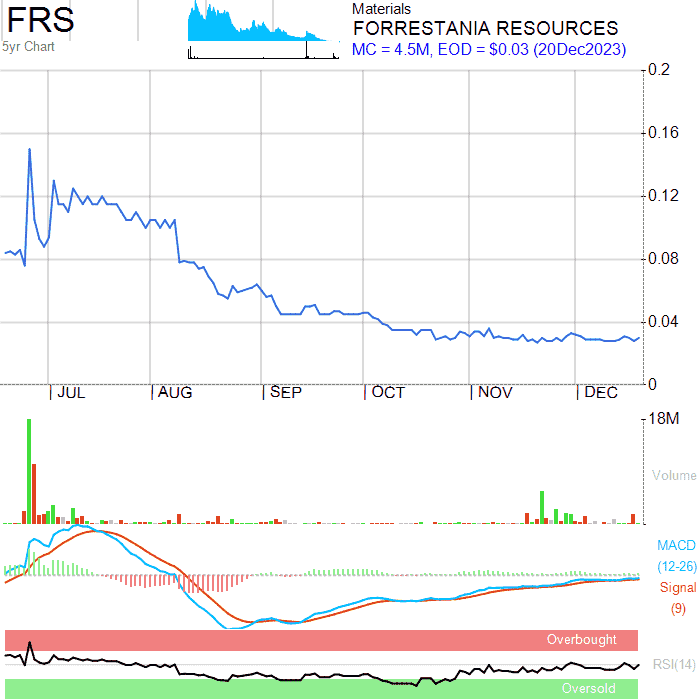 FRS
5yr Chart
Materials
FORRESTANIA RESOURCES
MC = 4.5M, EOD = $0.03 (20Dec2023)
0.2
0.16
0.12
0.08
0.04
0
JUL
AUG
SEP
OCT
NOV
DEC
18M
Volume
MACD
(12-26)
Signal
(9)
Overbought
RSI(14)
Oversold